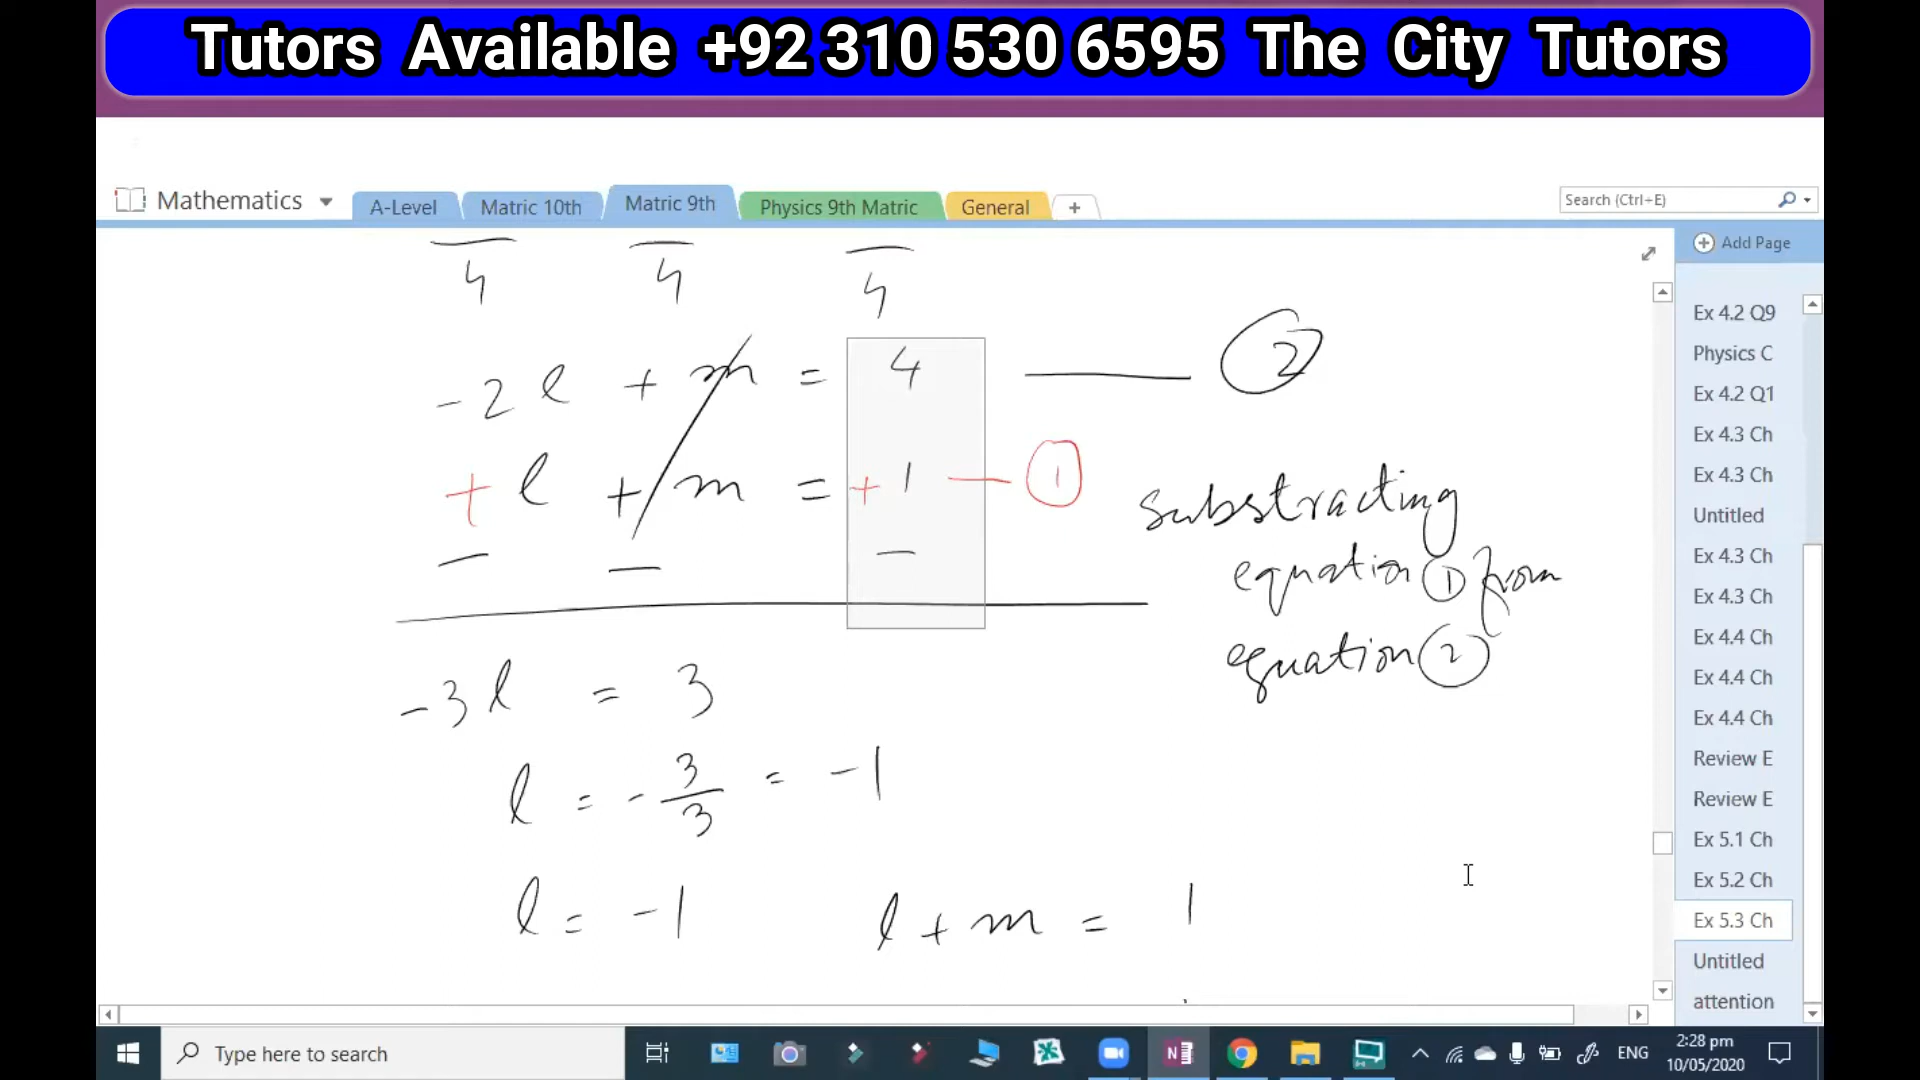 Tutors Available +92 310 530 6595 The City Tutors
Mathematics
A-Level
Matric 10th
Matric 9th
Physics 9th Matric
General
+
Search (Ctrl+E)
Add Page
4 4 4
-2l + m = 4 ——— 2
+ l + m = + 1 — 1
— — —
substracting
equation 1 from
equation 2
-3l = 3
l = - 3/3 = -1
l = -1 l + m = 1
Ex 4.2 Q9
Physics C
Ex 4.2 Q1
Ex 4.3 Ch
Ex 4.3 Ch
Untitled
Ex 4.3 Ch
Ex 4.3 Ch
Ex 4.4 Ch
Ex 4.4 Ch
Ex 4.4 Ch
Review E
Review E
Ex 5.1 Ch
Ex 5.2 Ch
Ex 5.3 Ch
Untitled
attention
Type here to search
N
ENG
2:28 pm
10/05/2020